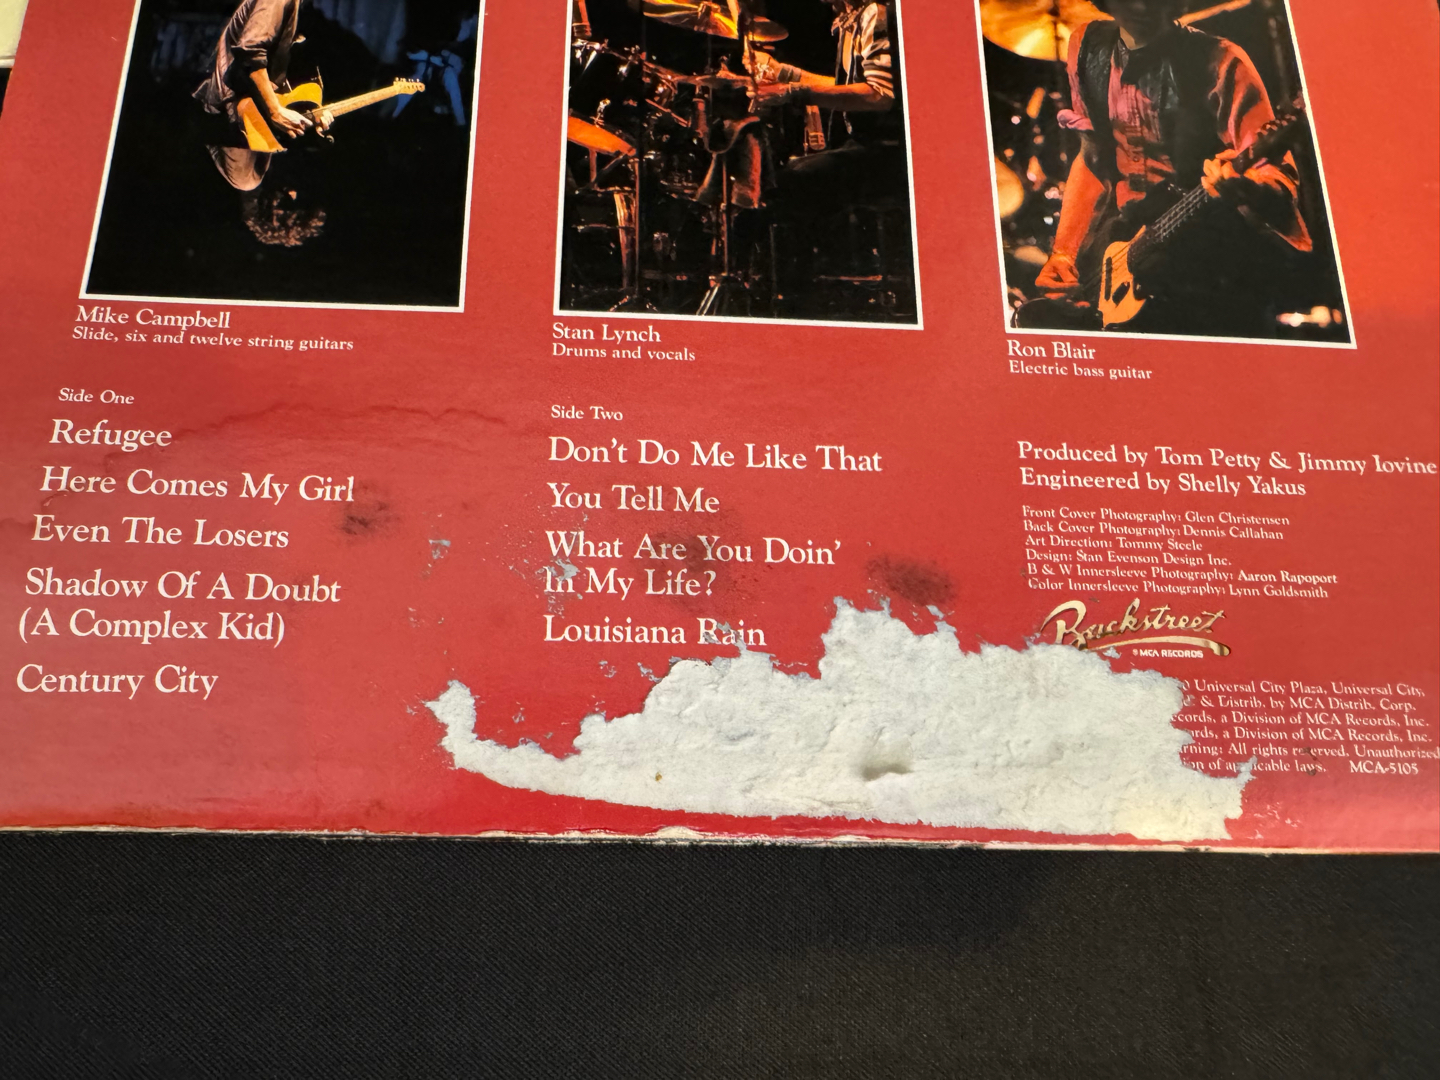 Mike Campbell
Slide, six and twelve string guitars
Stan Lynch
Drums and vocals
Ron Blair
Electric bass guitar
Side One
Refugee
Here Comes My Girl
Even The Losers
Shadow Of A Doubt
(A Complex Kid)
Century City
Side Two
Don't Do Me Like That
You Tell Me
What Are You Doin'
In My Life?
Louisiana Rain
Produced by Tom Petty & Jimmy Iovine
Engineered by Shelly Yakus
Front Cover Photography: Glen Christensen
Back Cover Photography: Dennis Callahan
Art Direction: Tommy Steele
Design: Stan Evenson Design Inc.
B & W Innersleeve Photography: Aaron Rapoport
Color Innersleeve Photography: Lynn Goldsmith
Backstreet
MCA RECORDS
0 Universal City Plaza, Universal City,
& Distrib. by MCA Distrib. Corp.
a Division of MCA Records, Inc.
a Division of MCA Records, Inc.
All rights reserved. Unauthorized
of applicable laws. MCA-5105